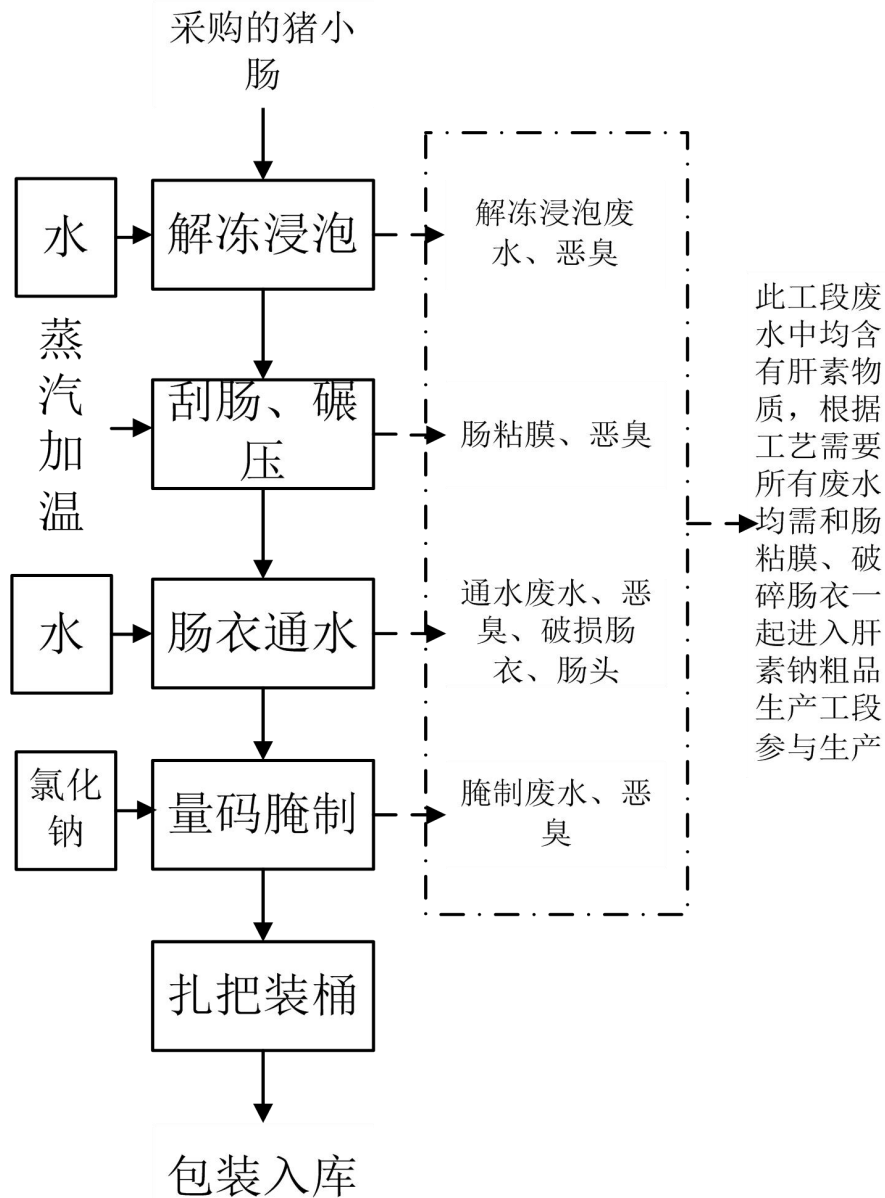 采购的猪小
肠
水
解冻浸泡
解冻浸泡废
水、恶臭
蒸
汽
加
温
刮肠、碾
压
肠粘膜、恶臭
水
肠衣通水
通水废水、恶
臭、破损肠
衣、肠头
氯化
钠
量码腌制
腌制废水、恶
臭
扎把装桶
包装入库
此工段废
水中均含
有肝素物
质，根据
工艺需要
所有废水
均需和肠
粘膜、破
碎肠衣一
起进入肝
素钠粗品
生产工段
参与生产